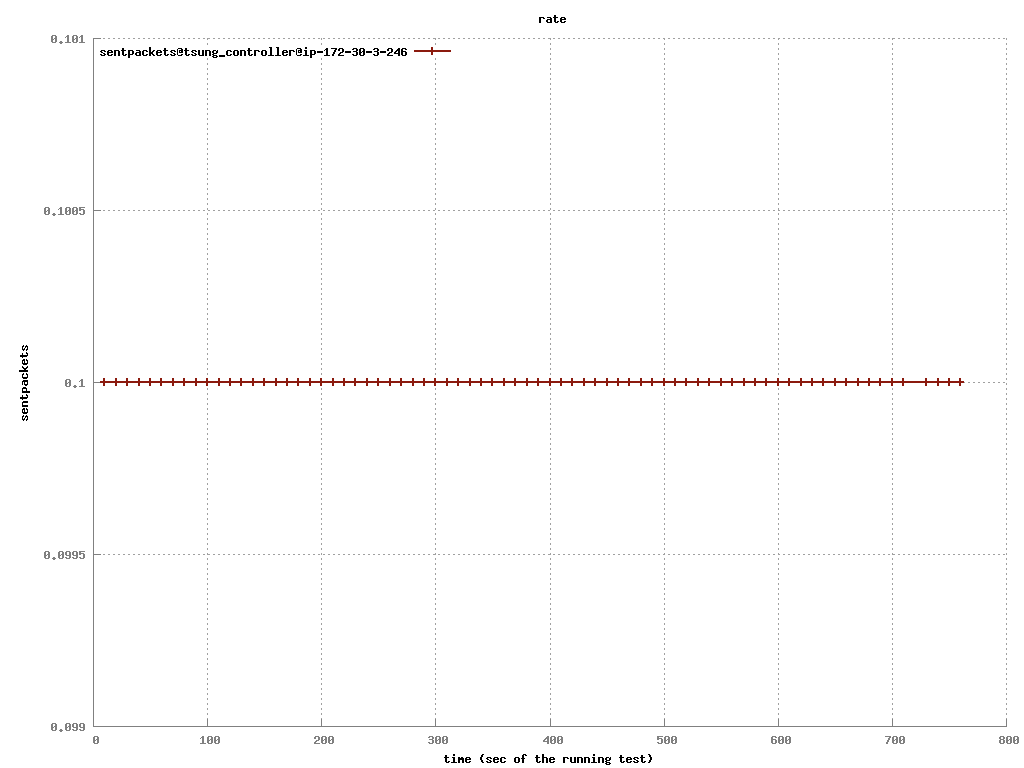 rate
0.101
sentpackets@tsung_controller@ip-172-30-3-246
0.1005
0.1
0.0995
0.099
sentpackets
0 100 200 300 400 500 600 700 800
time (sec of the running test)